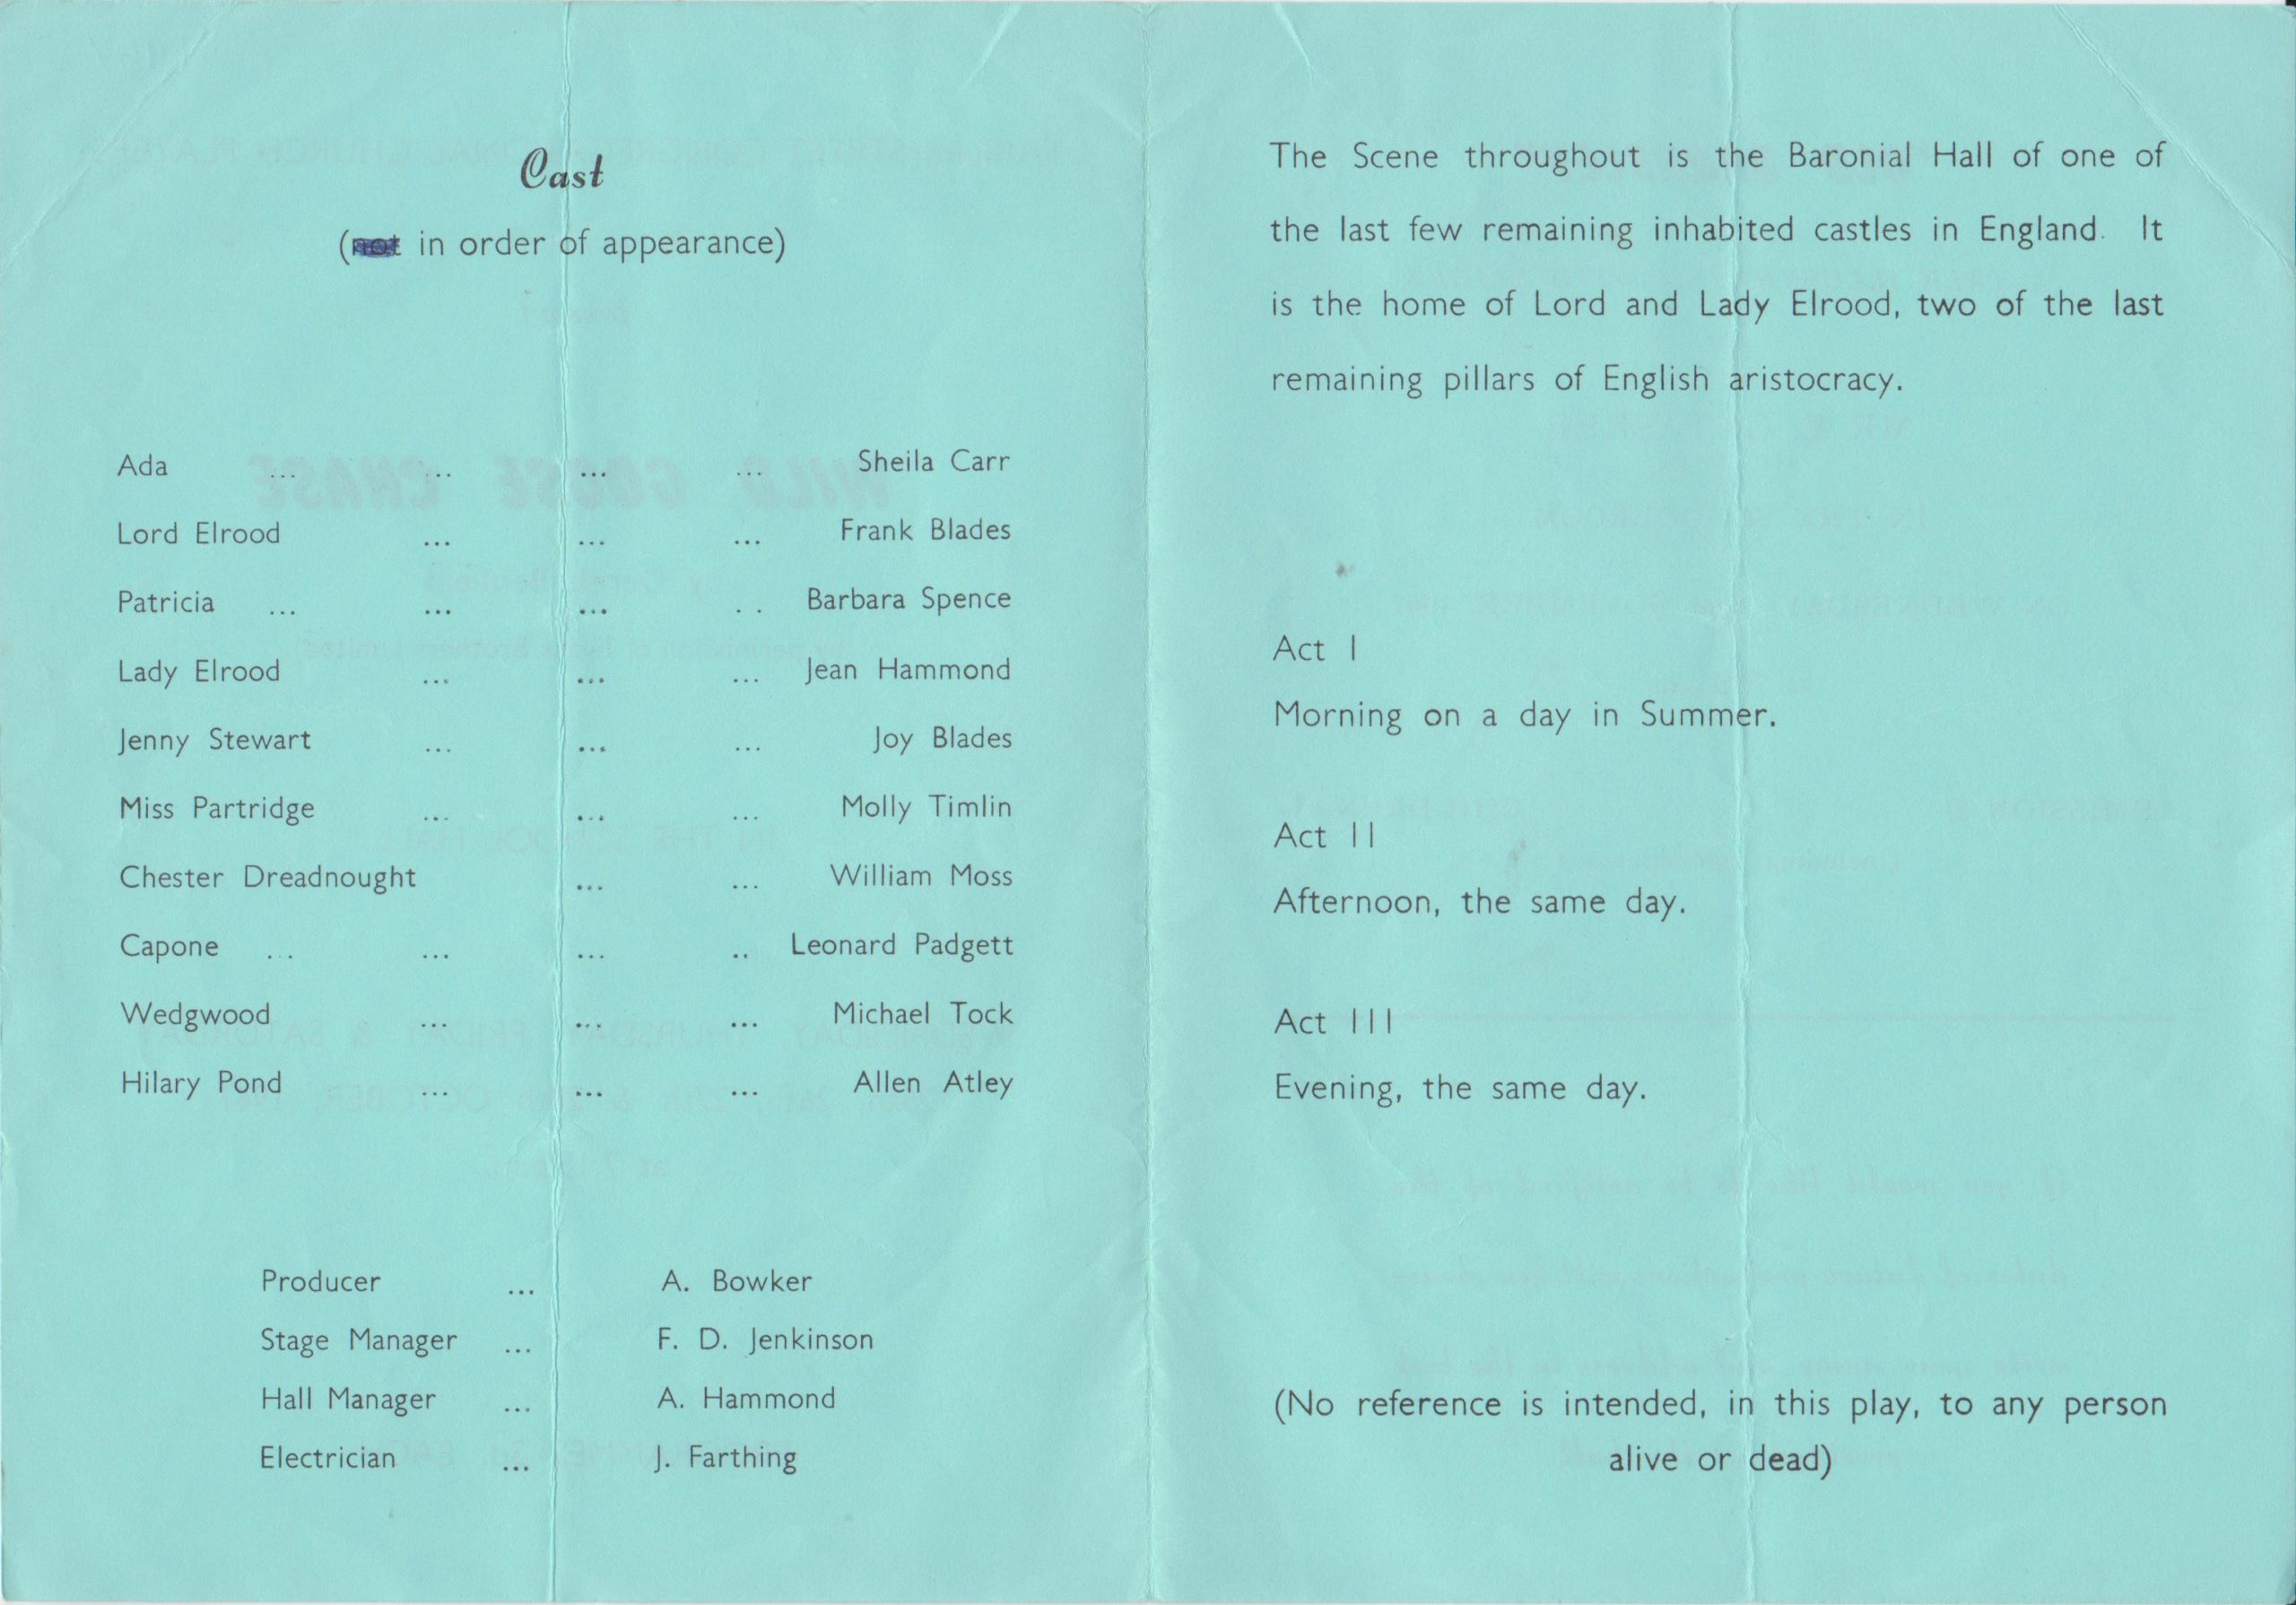 Cast
(not in order of appearance)
Ada ... ... ... ... Sheila Carr
Lord Elrood ... ... ... Frank Blades
Patricia ... ... ... . . Barbara Spence
Lady Elrood ... ... ... Jean Hammond
Jenny Stewart ... ... ... Joy Blades
Miss Partridge ... ... ... Molly Timlin
Chester Dreadnought ... ... William Moss
Capone ... ... ... .. Leonard Padgett
Wedgwood ... ... ... Michael Tock
Hilary Pond ... ... ... Allen Atley
Producer ... A. Bowker
Stage Manager ... F. D. Jenkinson
Hall Manager ... A. Hammond
Electrician ... J. Farthing
The Scene throughout is the Baronial Hall of one of
the last few remaining inhabited castles in England. It
is the home of Lord and Lady Elrood, two of the last
remaining pillars of English aristocracy.
Act I
Morning on a day in Summer.
Act II
Afternoon, the same day.
Act III
Evening, the same day.
(No reference is intended, in this play, to any person
alive or dead)